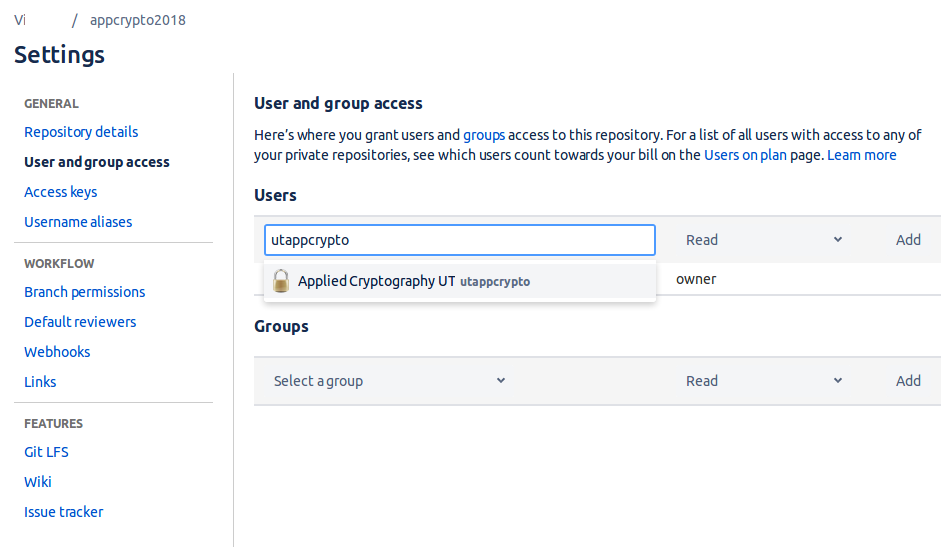 Vi / appcrypto2018
Settings
GENERAL
Repository details
User and group access
Access keys
Username aliases
WORKFLOW
Branch permissions
Default reviewers
Webhooks
Links
FEATURES
Git LFS
Wiki
Issue tracker
User and group access
Here's where you grant users and groups access to this repository. For a list of all users with access to any of
your private repositories, see which users count towards your bill on the Users on plan page. Learn more
Users
utappcrypto Read Add
Applied Cryptography UT utappcrypto owner
Groups
Select a group Read Add